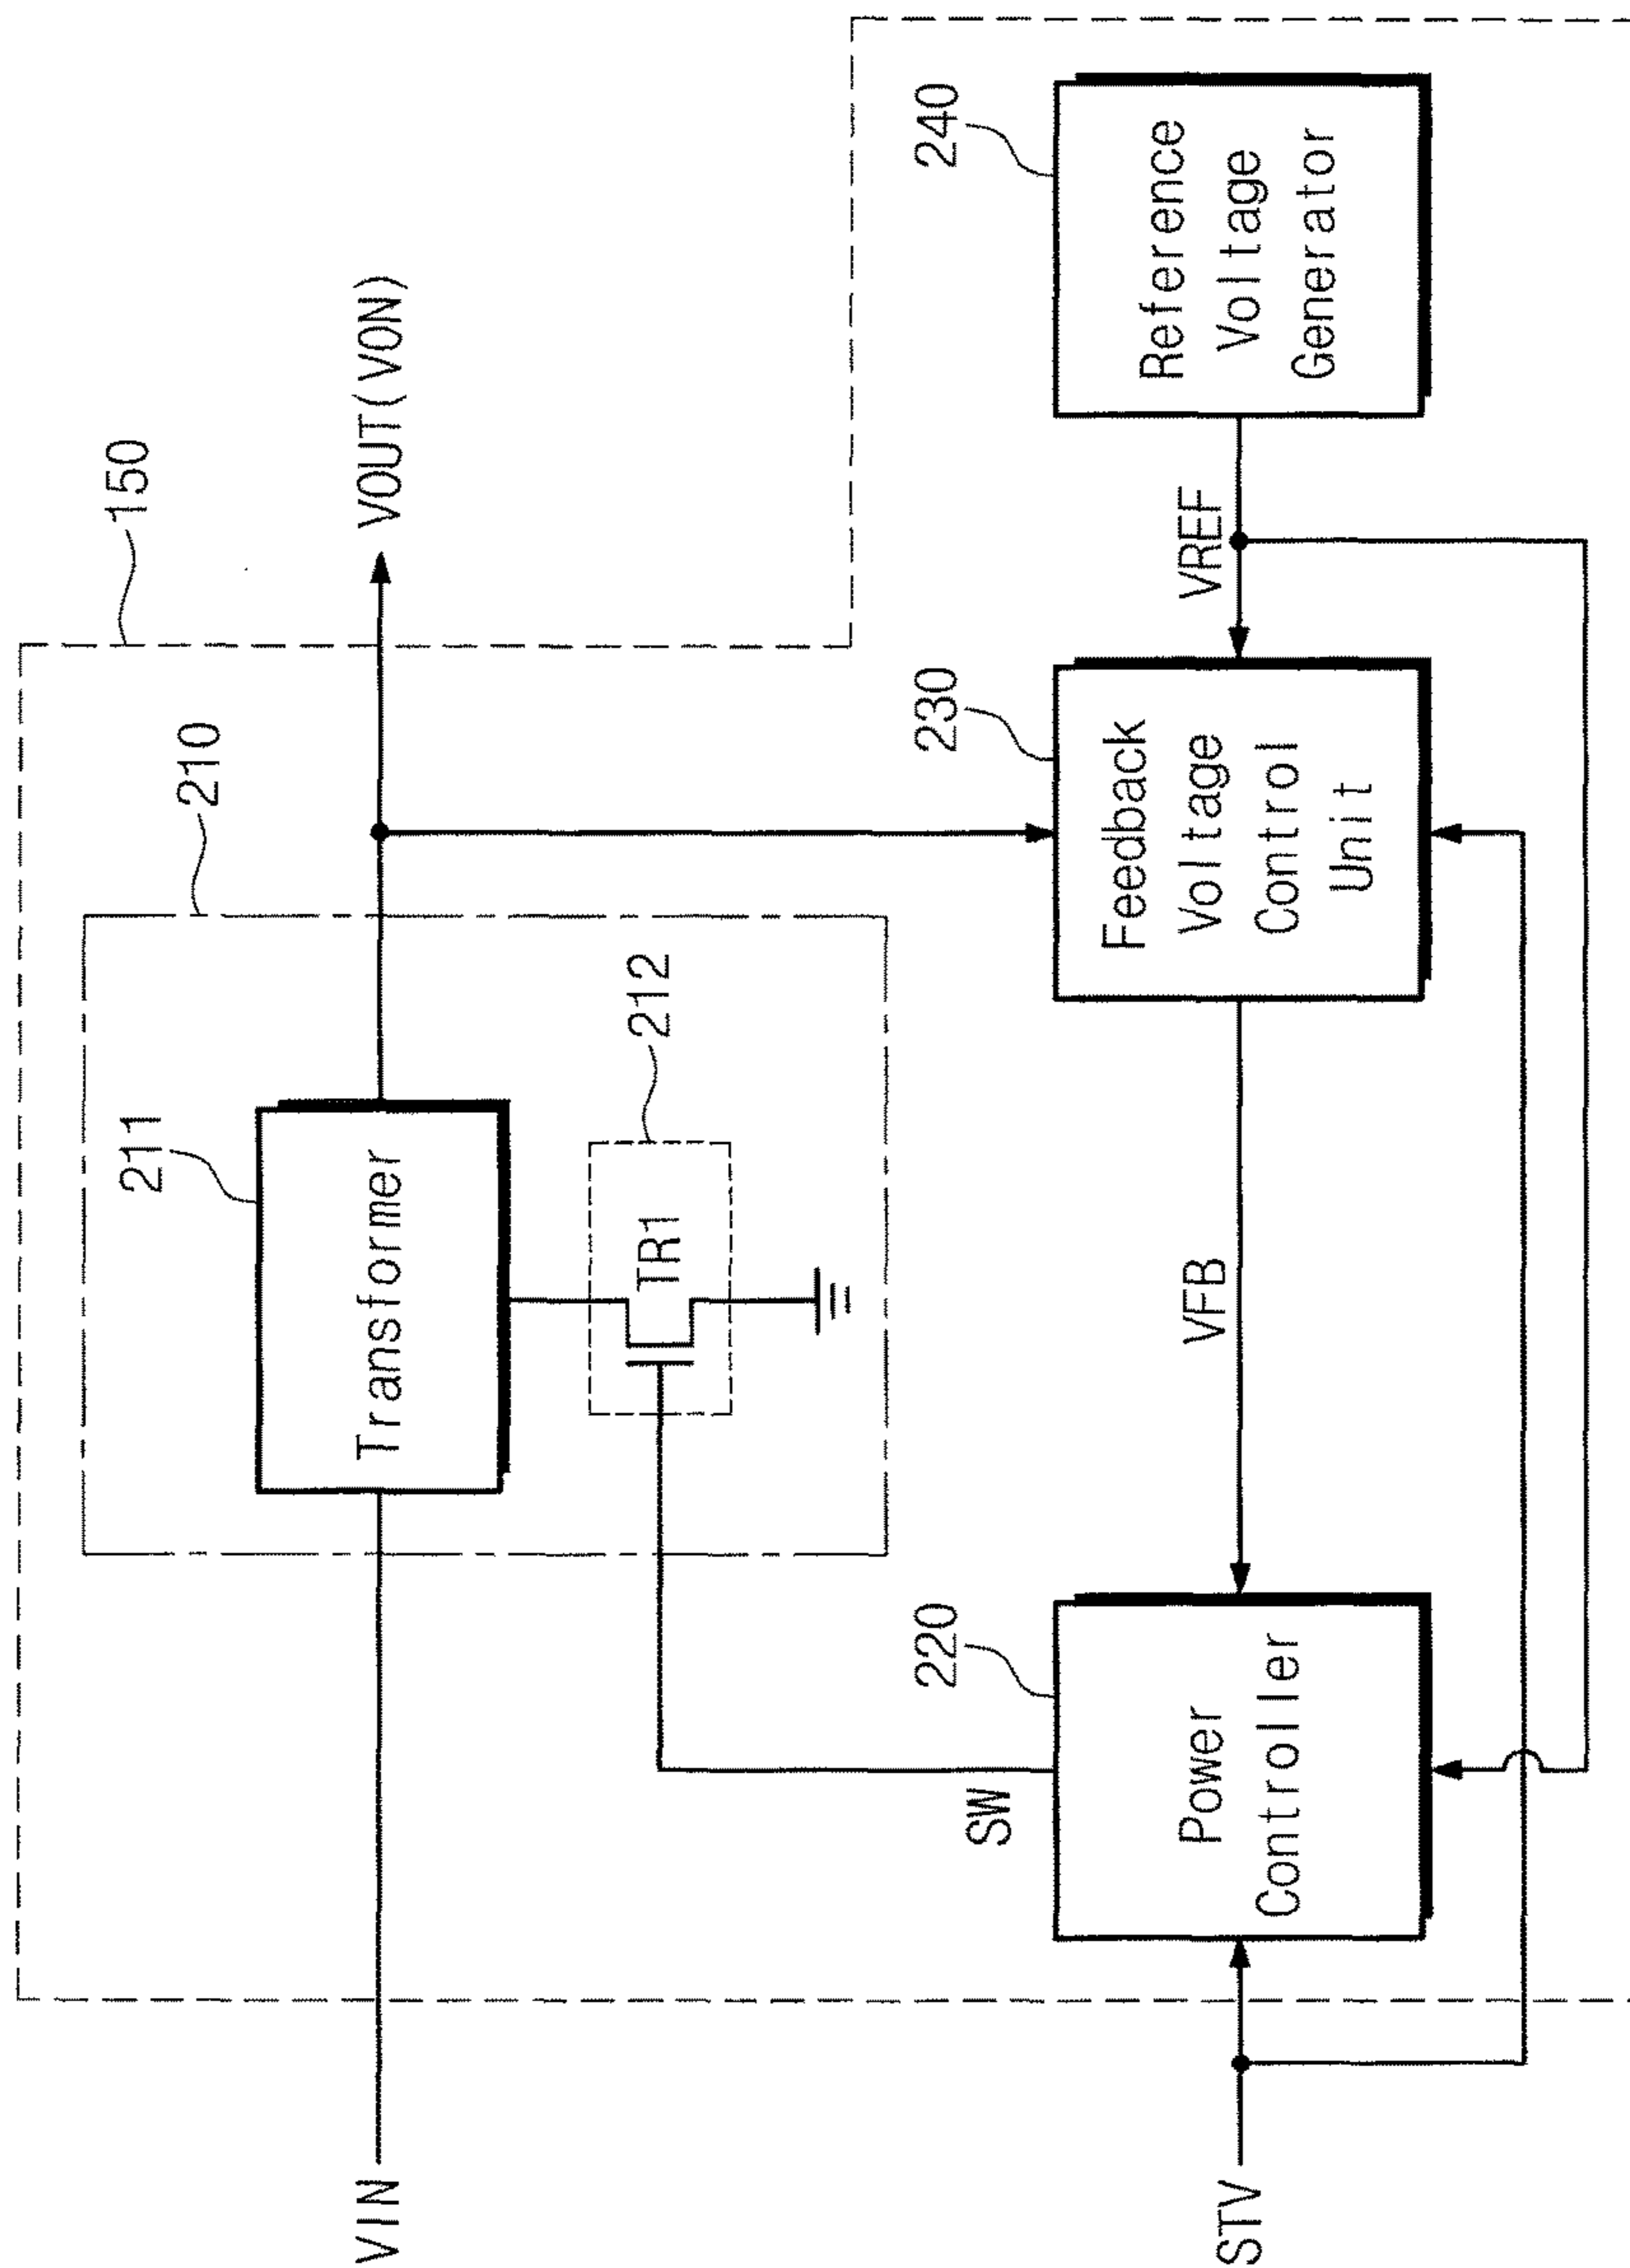 150
210
211
VIN
Transformer
VOUT(VON)
212
TR1
SW
220
230
240
STV
Power
Controller
VFB
Feedback
Voltage
Control
Unit
VREF
Reference
Voltage
Generator